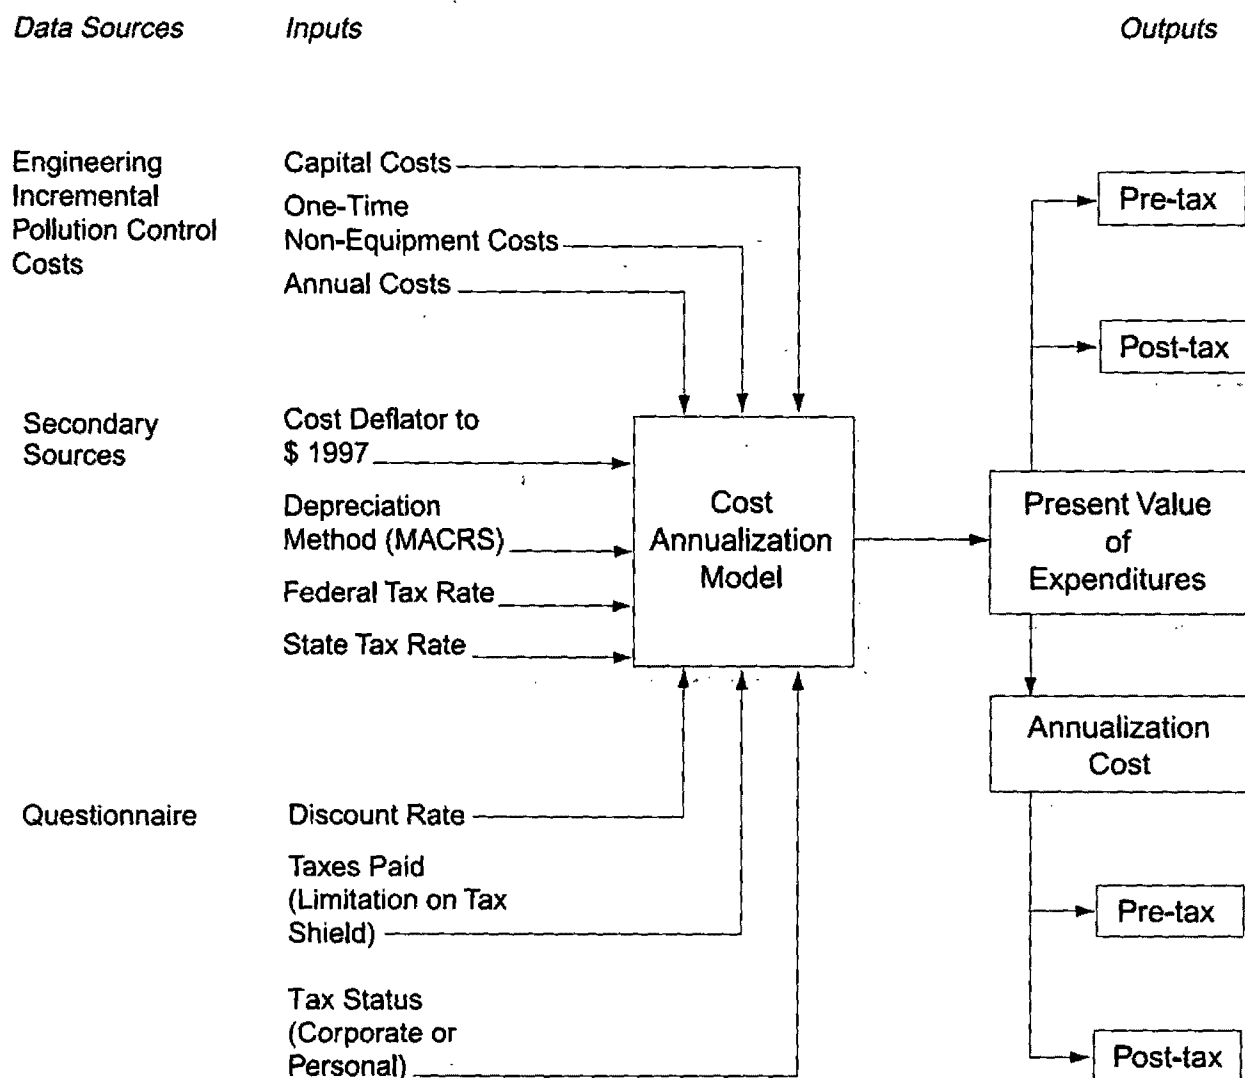 Data Sources
Inputs
Outputs
Engineering
Incremental
Pollution Control
Costs
Capital Costs
One-Time
Non-Equipment Costs
Annual Costs
Secondary
Sources
Cost Deflator to
$ 1997
Depreciation
Method (MACRS)
Federal Tax Rate
State Tax Rate
Questionnaire
Discount Rate
Taxes Paid
(Limitation on Tax
Shield)
Tax Status
(Corporate or
Personal)
Cost
Annualization
Model
Pre-tax
Post-tax
Present Value
of
Expenditures
Annualization
Cost
Pre-tax
Post-tax